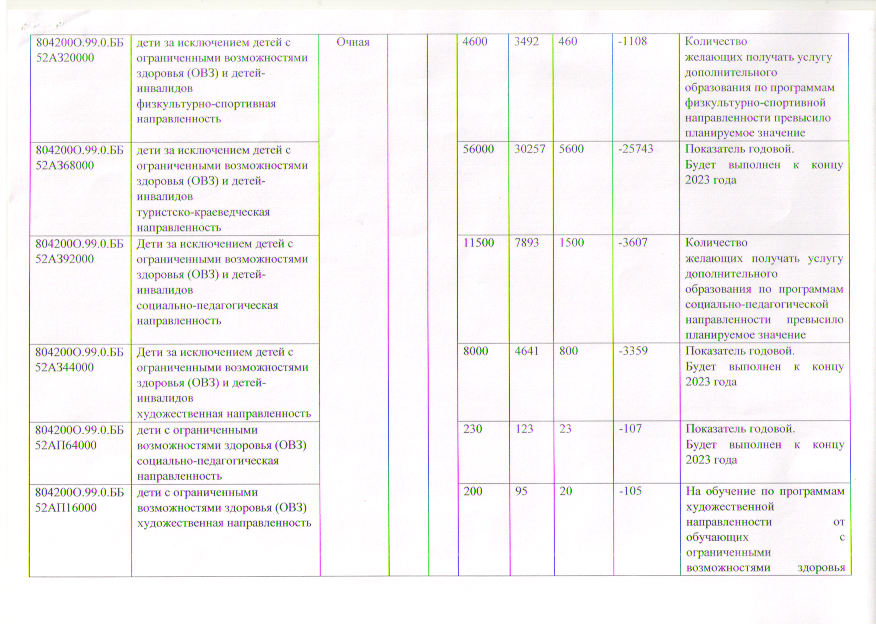 804200О.99.0.ББ
52АЗ20000
дети за исключением детей с
ограниченными возможностями
здоровья (ОВЗ) и детей-
инвалидов
физкультурно-спортивная
направленность
Очная
4600
3492
460
-1108
Количество
желающих получать услугу
дополнительного
образования по программам
физкультурно-спортивной
направленности превысило
планируемое значение
804200О.99.0.ББ
52АЗ68000
дети за исключением детей с
ограниченными возможностями
здоровья (ОВЗ) и детей-
инвалидов
туристско-краеведческая
направленность
56000
30257
5600
-25743
Показатель годовой.
Будет выполнен к концу
2023 года
804200О.99.0.ББ
52АЗ92000
Дети за исключением детей с
ограниченными возможностями
здоровья (ОВЗ) и детей-
инвалидов
социально-педагогическая
направленность
11500
7893
1500
-3607
Количество
желающих получать услугу
дополнительного
образования по программам
социально-педагогической
направленности превысило
планируемое значение
804200О.99.0.ББ
52АЗ44000
Дети за исключением детей с
ограниченными возможностями
здоровья (ОВЗ) и детей-
инвалидов
художественная направленность
8000
4641
800
-3359
Показатель годовой.
Будет выполнен к концу
2023 года
804200О.99.0.ББ
52АП64000
дети с ограниченными
возможностями здоровья (ОВЗ)
социально-педагогическая
направленность
230
123
23
-107
Показатель годовой.
Будет выполнен к концу
2023 года
804200О.99.0.ББ
52АП16000
дети с ограниченными
возможностями здоровья (ОВЗ)
художественная направленность
200
95
20
-105
На обучение по программам
художественной
направленности от
обучающих с
ограниченными
возможностями здоровья